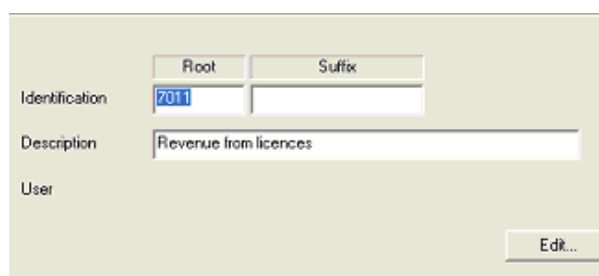 Root Suffix
Identification 7011
Description Revenue from licences
User
Edit...